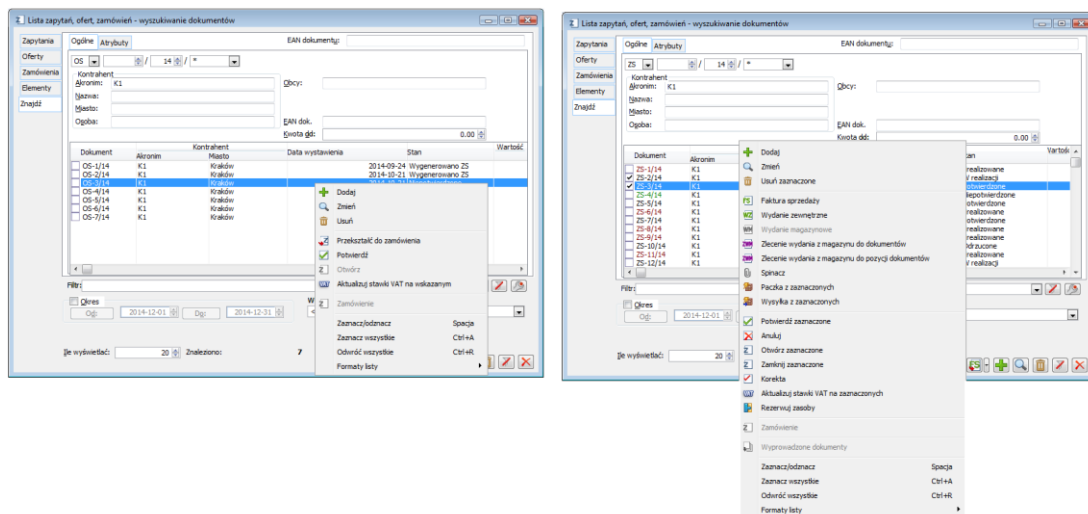 Lista zapytań, ofert, zamówień - wyszukiwanie dokumentów
Zapytania
Oferty
Zamówienia
Elementy
Znajdź
Ogólne Atrybuty
EAN dokumentu:
OS / 14 / *
Kontrahent
Akronim: K1
Nazwa:
Miasto:
Osoba:
Obcy:
EAN dok.
Kwota dd: 0.00
Dokument Kontrahent Data wystawienia Stan Wartość
Akronim Miasto
OS-1/14 K1 Kraków 2014-09-24 Wygenerowano ZS
OS-2/14 K1 Kraków 2014-10-21 Wygenerowano ZS
OS-3/14 K1 Kraków
OS-4/14 K1 Kraków
OS-5/14 K1 Kraków
OS-6/14 K1 Kraków
OS-7/14 K1 Kraków
Dodaj
Zmień
Usuń
Przekształć do zamówienia
Potwierdź
Otwórz
Aktualizuj stawki VAT na wskazanym
Zamówienie
Zaznacz/odznacz Spacja
Zaznacz wszystkie Ctrl+A
Odwróć wszystkie Ctrl+R
Formaty listy
Filtr:
Okres
Od: 2014-12-01 Do: 2014-12-31
Ile wyświetlać: 20 Znaleziono: 7
Lista zapytań, ofert, zamówień - wyszukiwanie dokumentów
Zapytania
Oferty
Zamówienia
Elementy
Znajdź
Ogólne Atrybuty
EAN dokumentu:
ZS / 14 / *
Kontrahent
Akronim: K1
Nazwa:
Miasto:
Osoba:
Obcy:
EAN dok.
Kwota dd: 0.00
Dokument
Akronim
ZS-1/14 K1
ZS-2/14 K1
ZS-3/14 K1
ZS-4/14 K1
ZS-5/14 K1
ZS-6/14 K1
ZS-7/14 K1
ZS-8/14 K1
ZS-9/14 K1
ZS-10/14 K1
ZS-11/14 K1
ZS-12/14 K1
Dodaj
Zmień
Usuń zaznaczone
Faktura sprzedaży
Wydanie zewnętrzne
Wydanie magazynowe
Zlecenie wydania z magazynu do dokumentów
Zlecenie wydania z magazynu do pozycji dokumentów
Spinacz
Paczka z zaznaczonych
Wysyłka z zaznaczonych
Potwierdź zaznaczone
Anuluj
Otwórz zaznaczone
Zamknij zaznaczone
Korekta
Aktualizuj stawki VAT na zaznaczonych
Rezerwuj zasoby
Zamówienie
Wyprowadzone dokumenty
Zaznacz/odznacz Spacja
Zaznacz wszystkie Ctrl+A
Odwróć wszystkie Ctrl+R
Formaty listy
Filtr:
Okres
Od: 2014-12-01
Ile wyświetlać: 20